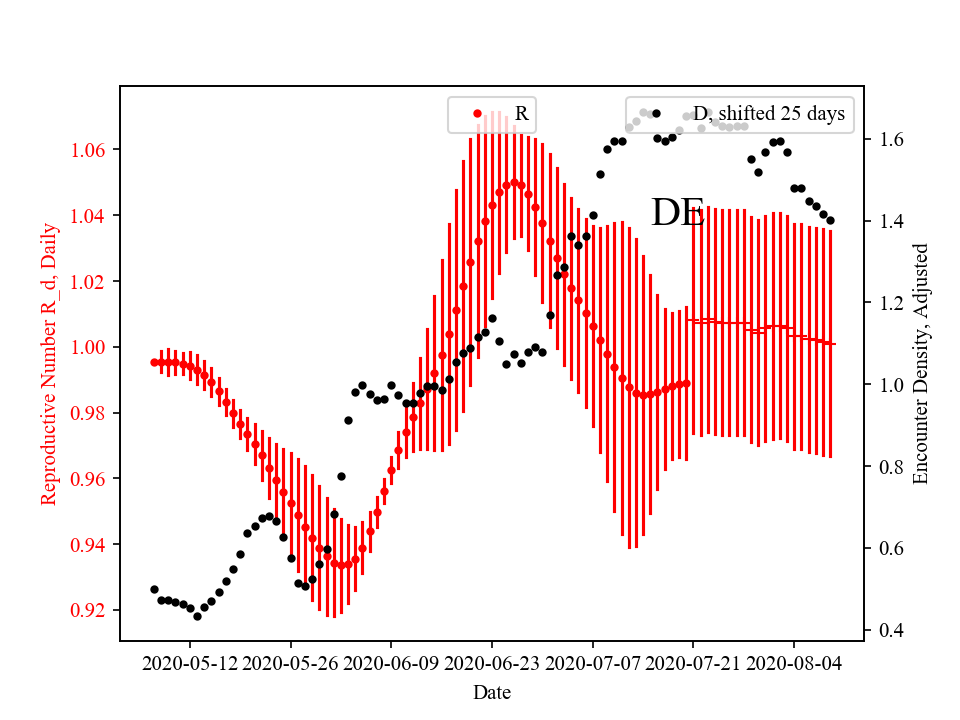 R
D, shifted 25 days
DE
Reproductive Number R_d, Daily
1.06
1.04
1.02
1.00
0.98
0.96
0.94
0.92
1.6
1.4
1.2
1.0
0.8
0.6
0.4
Encounter Density, Adjusted
2020-05-12 2020-05-26 2020-06-09 2020-06-23 2020-07-07 2020-07-21 2020-08-04
Date